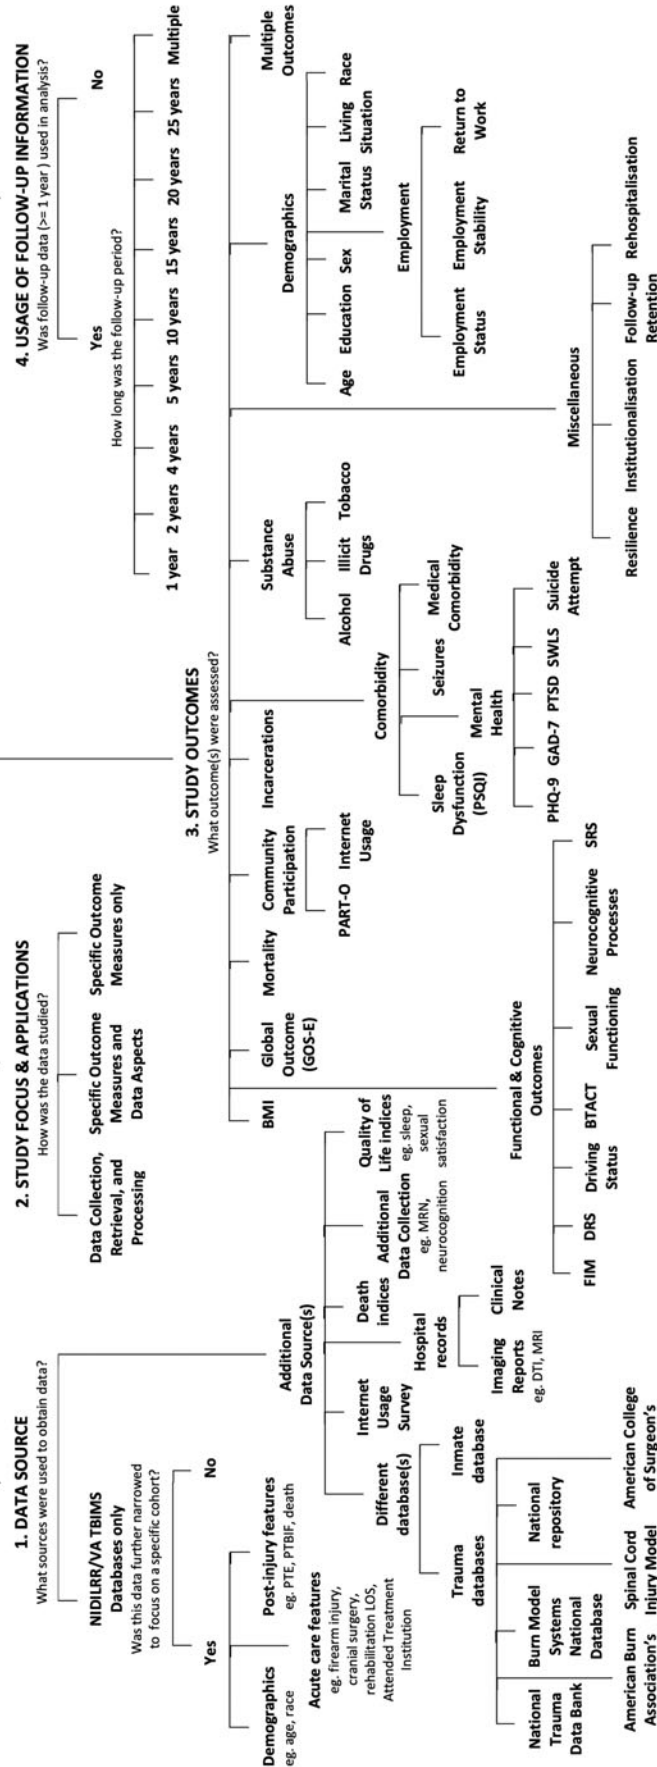 1. DATA SOURCE
What sources were used to obtain data?
NIDILRR/VA TBIMS
Databases only
Was this data further narrowed
to focus on a specific cohort?
Yes
No
Demographics
eg. age, race
Acute care features
eg. firearm injury,
cranial surgery,
rehabilitation LOS,
Attended Treatment
Institution
Post-injury features
eg. PTE, PTBIF, death
Additional
Data Source(s)
Different
database(s)
Internet
Usage
Survey
Hospital
records
Death
indices
Additional
Data Collection
eg. MRN,
neurocognition
Quality of
Life indices
eg. sleep,
sexual
satisfaction
Trauma
databases
Inmate
database
Imaging
Reports
eg. DTI, MRI
Clinical
Notes
National
Trauma
Data Bank
American Burn
Association's
Burn Model
Systems
National
Database
Spinal Cord
Injury Model
National
repository
American College
of Surgeon's
2. STUDY FOCUS & APPLICATIONS
How was the data studied?
Data Collection,
Retrieval, and
Processing
Specific Outcome
Measures and
Data Aspects
Specific Outcome
Measures only
3. STUDY OUTCOMES
What outcome(s) were assessed?
BMI
Functional & Cognitive
Outcomes
FIM
DRS
Driving
Status
BTACT
Sexual
Functioning
Neurocognitive
Processes
SRS
Global
Outcome
(GOS-E)
Mortality
Community
Participation
PART-O
Internet
Usage
Incarcerations
Comorbidity
Sleep
Dysfunction
(PSQI)
Mental
Health
Seizures
Medical
Comorbidity
PHQ-9
GAD-7
PTSD
SWLS
Suicide
Attempt
Substance
Abuse
Alcohol
Illicit
Drugs
Tobacco
Miscellaneous
Resilience
Institutionalisation
Follow-up
Retention
Rehospitalisation
Demographics
Age
Education
Sex
Marital
Status
Living
Situation
Race
Employment
Employment
Status
Employment
Stability
Return to
Work
Multiple
Outcomes
4. USAGE OF FOLLOW-UP INFORMATION
Was follow-up data (>= 1 year ) used in analysis?
Yes
No
How long was the follow-up period?
1 year
2 years
4 years
5 years
10 years
15 years
20 years
25 years
Multiple